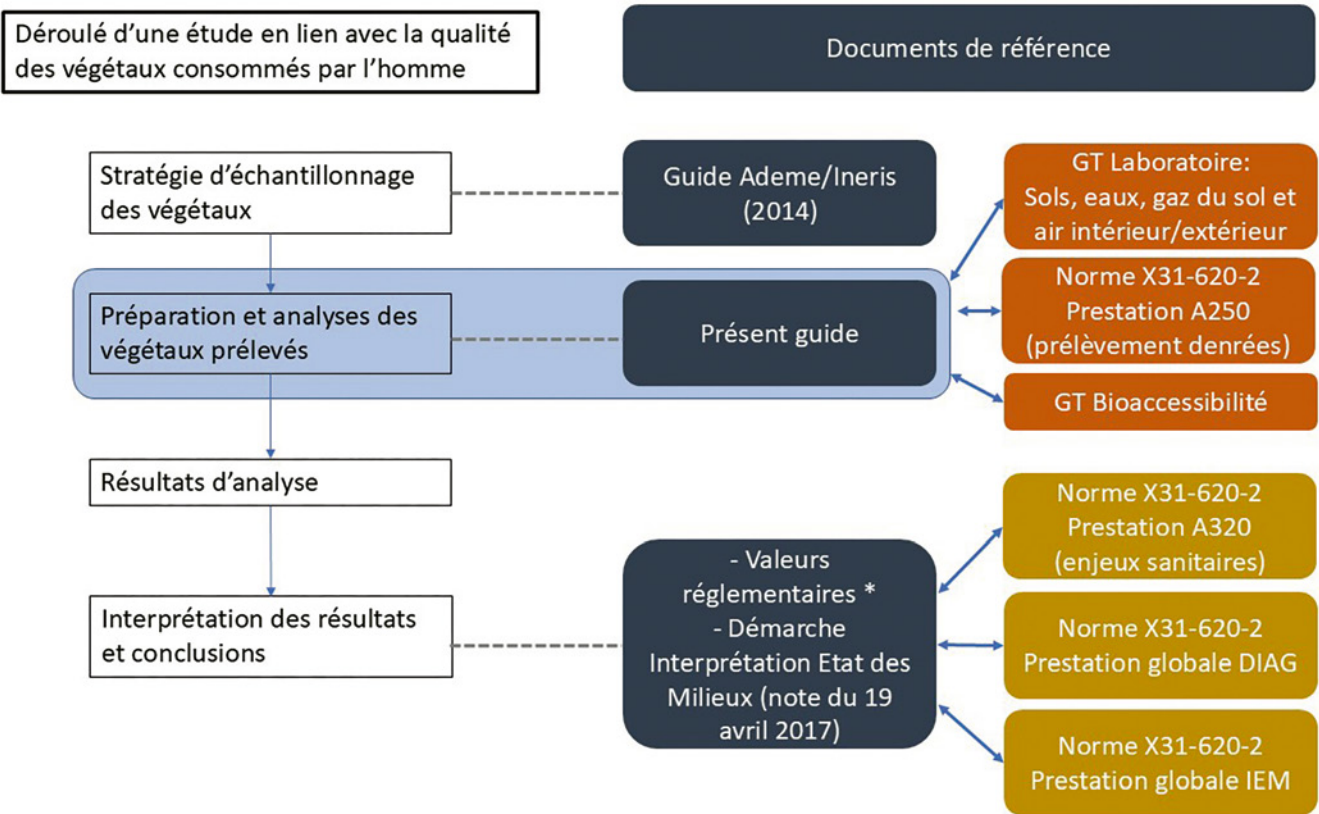 Déroulé d’une étude en lien avec la qualité
des végétaux consommés par l’homme
Documents de référence
Stratégie d’échantillonnage
des végétaux
Guide Ademe/Ineris
(2014)
GT Laboratoire:
Sols, eaux, gaz du sol et
air intérieur/extérieur
Préparation et analyses des
végétaux prélevés
Présent guide
Norme X31-620-2
Prestation A250
(prélèvement denrées)
GT Bioaccessibilité
Résultats d’analyse
Interprétation des résultats
et conclusions
- Valeurs
réglementaires *
- Démarche
Interprétation Etat des
Milieux (note du 19
avril 2017)
Norme X31-620-2
Prestation A320
(enjeux sanitaires)
Norme X31-620-2
Prestation globale DIAG
Norme X31-620-2
Prestation globale IEM